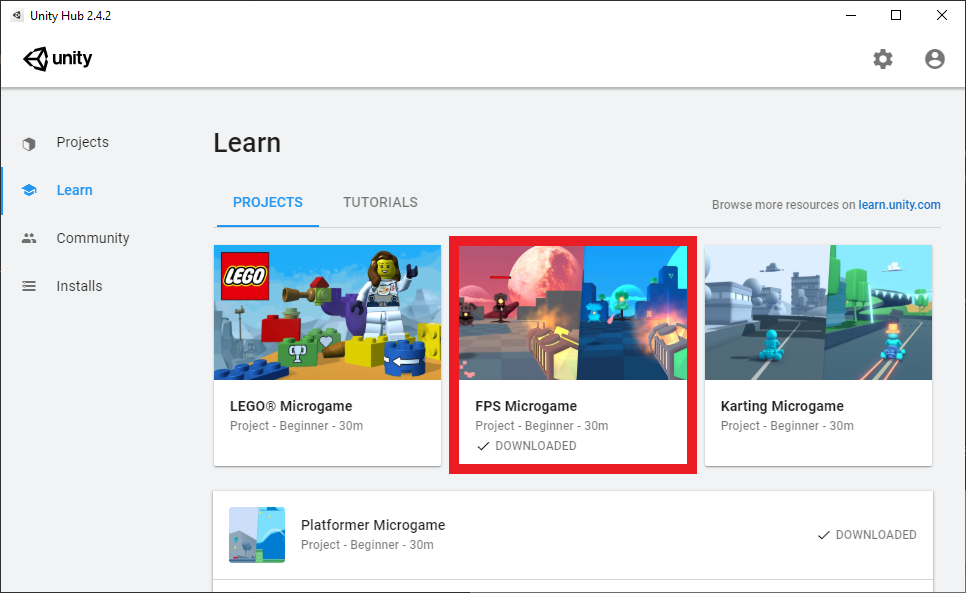 Unity Hub 2.4.2
unity
Projects
Learn
Community
Installs
Learn
PROJECTS
TUTORIALS
Browse more resources on learn.unity.com
LEGO
LEGO® Microgame
Project - Beginner - 30m
FPS Microgame
Project - Beginner - 30m
DOWNLOADED
Karting Microgame
Project - Beginner - 30m
Platformer Microgame
Project - Beginner - 30m
DOWNLOADED